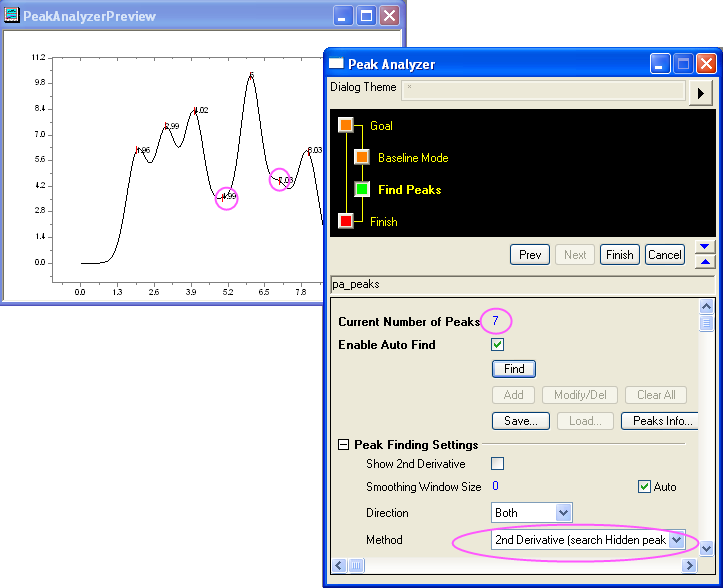 PeakAnalyzerPreview
11.2
9.8
8.4
7.0
5.6
4.2
2.8
1.4
0.0
0.0 1.3 2.6 3.9 5.2 6.5 7.8
1.96 2.99 4.02 4.99 6 7.03 8.03
Peak Analyzer
Dialog Theme *
Goal
Baseline Mode
Find Peaks
Finish
Prev Next Finish Cancel
pa_peaks
Current Number of Peaks 7
Enable Auto Find
Find
Add Modify/Del Clear All
Save... Load... Peaks Info...
Peak Finding Settings
Show 2nd Derivative
Smoothing Window Size 0 Auto
Direction Both
Method 2nd Derivative (search Hidden peak